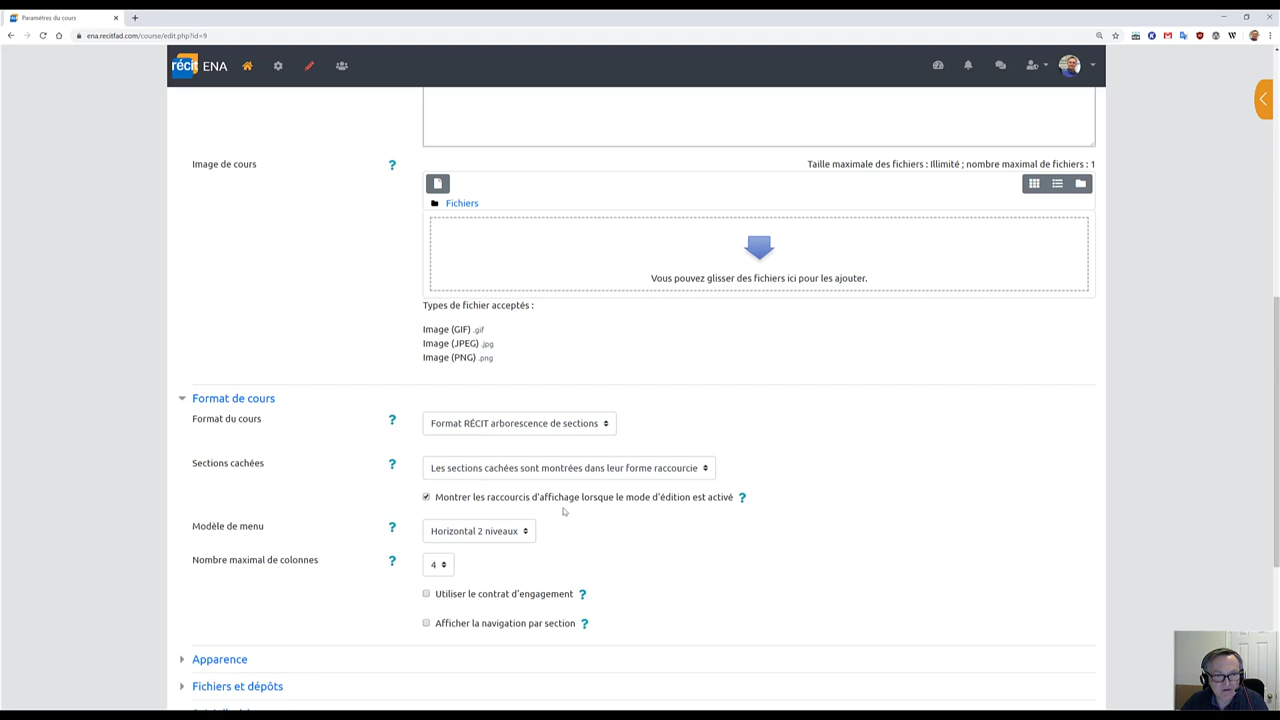 Paramètres du cours
ena.recitfad.com/course/edit.php?id=9
récit ENA
Image de cours
Taille maximale des fichiers : Illimité ; nombre maximal de fichiers : 1
Fichiers
Vous pouvez glisser des fichiers ici pour les ajouter.
Types de fichier acceptés :
Image (GIF) .gif
Image (JPEG) .jpg
Image (PNG) .png
Format de cours
Format du cours
Format RÉCIT arborescence de sections
Sections cachées
Les sections cachées sont montrées dans leur forme raccourcie
Montrer les raccourcis d'affichage lorsque le mode d'édition est activé
Modèle de menu
Horizontal 2 niveaux
Nombre maximal de colonnes
4
Utiliser le contrat d'engagement
Afficher la navigation par section
Apparence
Fichiers et dépôts